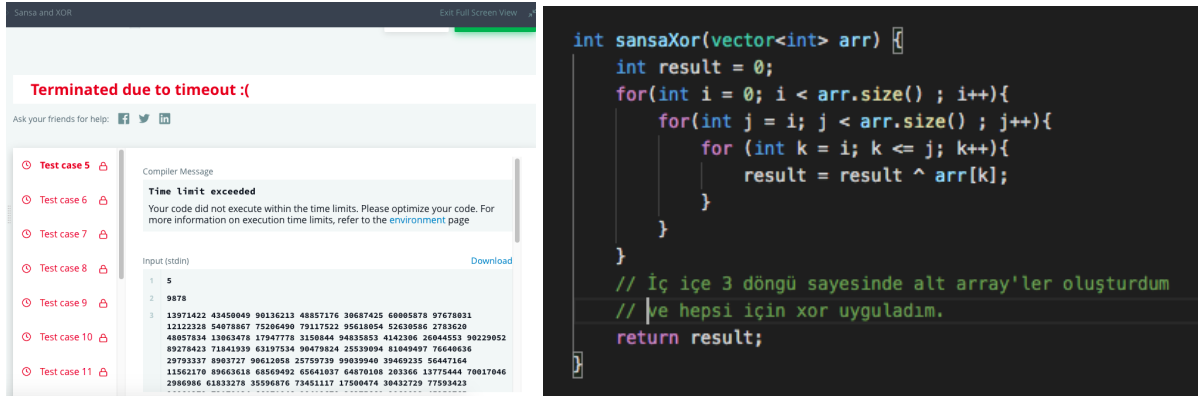 Sansa and XOR
Exit Full Screen View
Terminated due to timeout :(
Ask your friends for help:
Test case 5
Test case 6
Test case 7
Test case 8
Test case 9
Test case 10
Test case 11
Compiler Message
Time limit exceeded
Your code did not execute within the time limits. Please optimize your code. For
more information on execution time limits, refer to the environment page
Input (stdin)
Download
1 5
2 9878
3 13971422 43450049 90136213 48857176 30687425 60005878 97678031
12122328 54078867 75206490 79117522 95618054 52630586 2783620
48057834 13063478 17947778 3150844 94835853 4142306 26044553 90229052
89278423 71841939 63197534 90479824 25539094 81049497 76640636
29793337 8903727 90612058 25759739 99039940 39469235 56447164
11562170 89663618 68569492 65641037 64870108 203366 13775444 70017046
2986986 61833278 35596876 73451117 17500474 30432729 77593423
int sansaXor(vector<int> arr) {
int result = 0;
for(int i = 0; i < arr.size() ; i++){
for(int j = i; j < arr.size() ; j++){
for (int k = i; k <= j; k++){
result = result ^ arr[k];
}
}
}
// İç içe 3 döngü sayesinde alt array'ler oluşturdum
// ve hepsi için xor uyguladım.
return result;
}